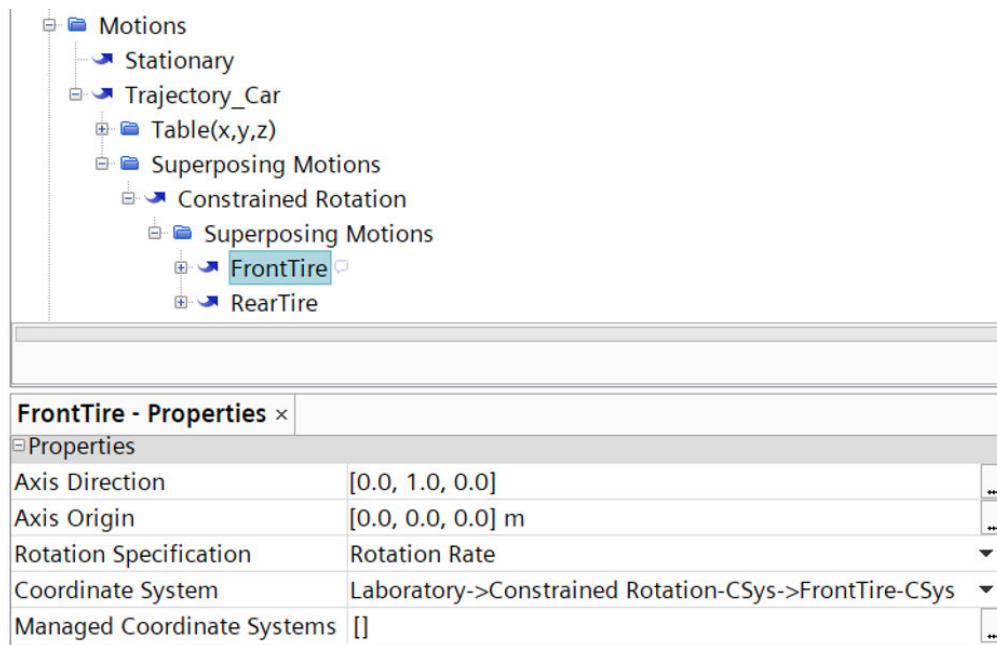 Motions
Stationary
Trajectory_Car
Table(x,y,z)
Superposing Motions
Constrained Rotation
Superposing Motions
FrontTire
RearTire
FrontTire - Properties ×
Properties
Axis Direction [0.0, 1.0, 0.0]
Axis Origin [0.0, 0.0, 0.0] m
Rotation Specification Rotation Rate
Coordinate System Laboratory->Constrained Rotation-CSys->FrontTire-CSys
Managed Coordinate Systems []